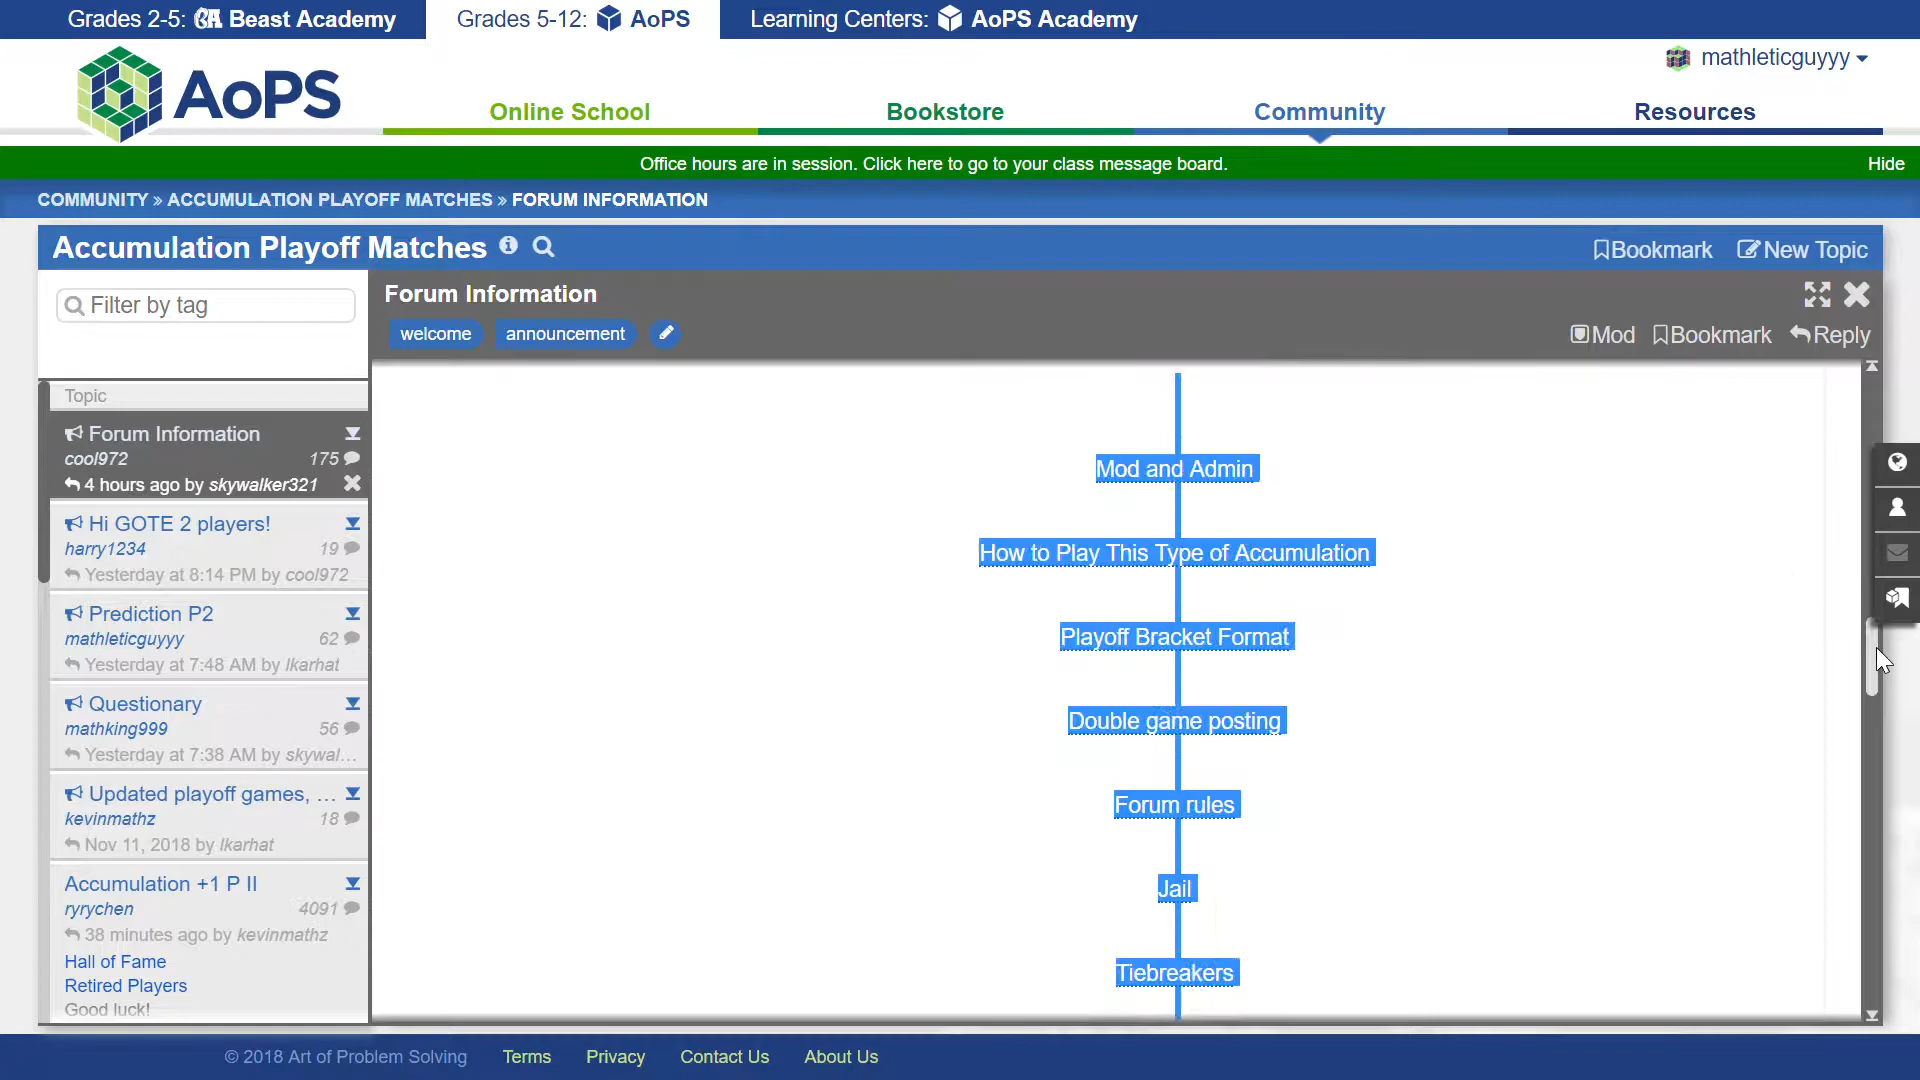 Grades 2-5: BA Beast Academy
Grades 5-12: AoPS
Learning Centers: AoPS Academy
mathleticguyyy
AoPS
Online School
Bookstore
Community
Resources
Office hours are in session. Click here to go to your class message board.
Hide
COMMUNITY » ACCUMULATION PLAYOFF MATCHES » FORUM INFORMATION
Accumulation Playoff Matches
Bookmark
New Topic
Filter by tag
Forum Information
welcome
announcement
Mod
Bookmark
Reply
Topic
Forum Information
cool972
175
4 hours ago by skywalker321
Hi GOTE 2 players!
harry1234
19
Yesterday at 8:14 PM by cool972
Prediction P2
mathleticguyyy
62
Yesterday at 7:48 AM by lkarhat
Questionary
mathking999
56
Yesterday at 7:38 AM by skywal...
Updated playoff games, ...
kevinmathz
18
Nov 11, 2018 by lkarhat
Accumulation +1 P II
ryrychen
4091
38 minutes ago by kevinmathz
Hall of Fame
Retired Players
Good luck!
Mod and Admin
How to Play This Type of Accumulation
Playoff Bracket Format
Double game posting
Forum rules
Jail
Tiebreakers
© 2018 Art of Problem Solving
Terms
Privacy
Contact Us
About Us